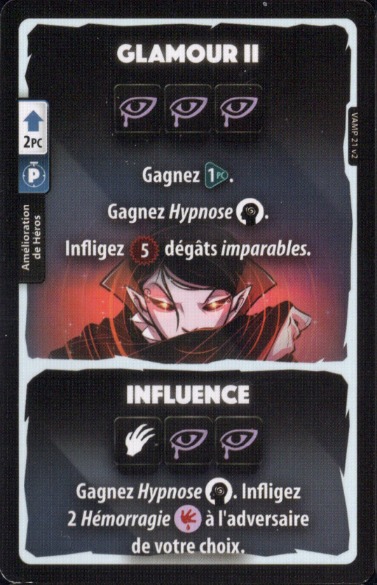 GLAMOUR II
2PC
P
Amélioration
de Héros
VAMP 21 v2
Gagnez 1PC.
Gagnez Hypnose.
Infligez 5 dégâts imparables.
INFLUENCE
Gagnez Hypnose. Infligez
2 Hémorragie à l'adversaire
de votre choix.